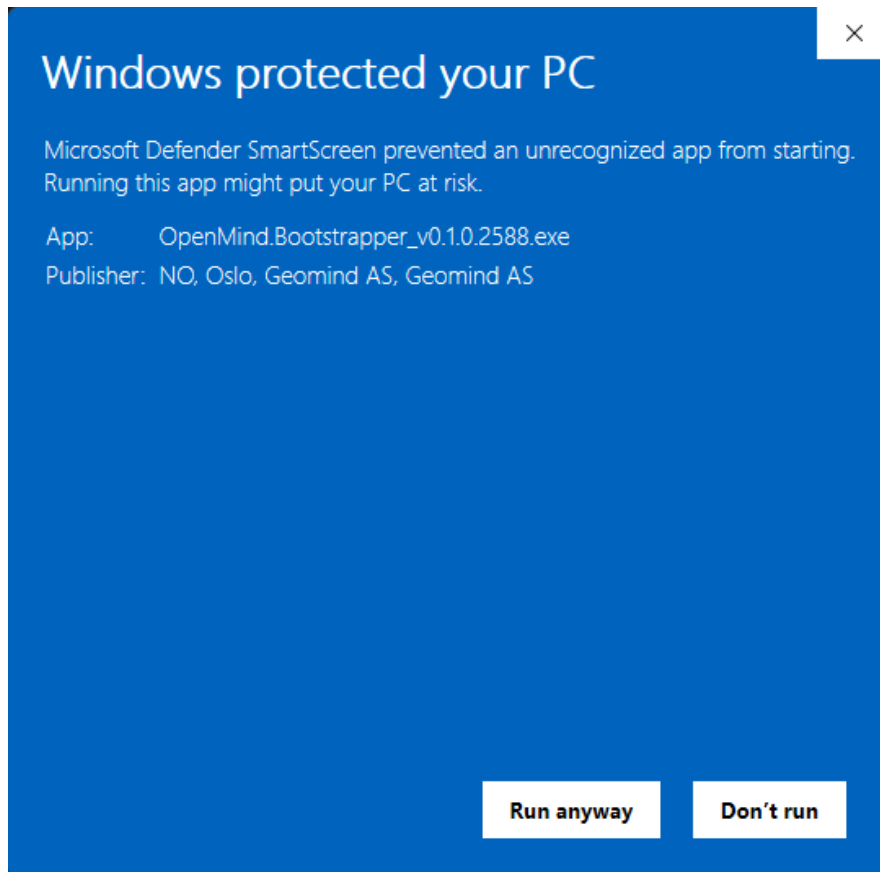 Windows protected your PC
Microsoft Defender SmartScreen prevented an unrecognized app from starting.
Running this app might put your PC at risk.
App: OpenMind.Bootstrapper_v0.1.0.2588.exe
Publisher: NO, Oslo, Geomind AS, Geomind AS
Run anyway Don’t run